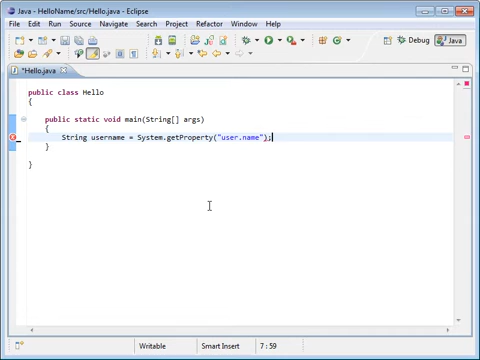 Java - HelloName/src/Hello.java - Eclipse
File Edit Run Source Navigate Search Project Refactor Window Help
Debug Java
*Hello.java
public class Hello
{
public static void main(String[] args)
{
String username = System.getProperty("user.name");
}
}
Writable Smart Insert 7 : 59